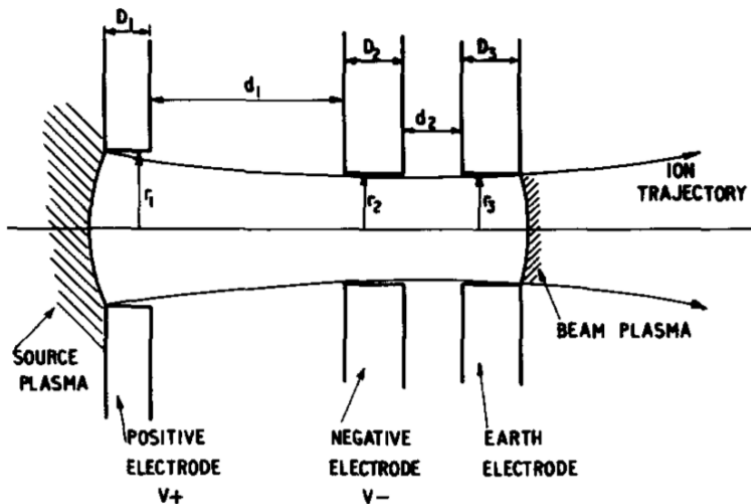 D1
D2
D3
d1
d2
r1
r2
r3
ION
TRAJECTORY
SOURCE
PLASMA
BEAM PLASMA
POSITIVE
ELECTRODE
V+
NEGATIVE
ELECTRODE
V-
EARTH
ELECTRODE